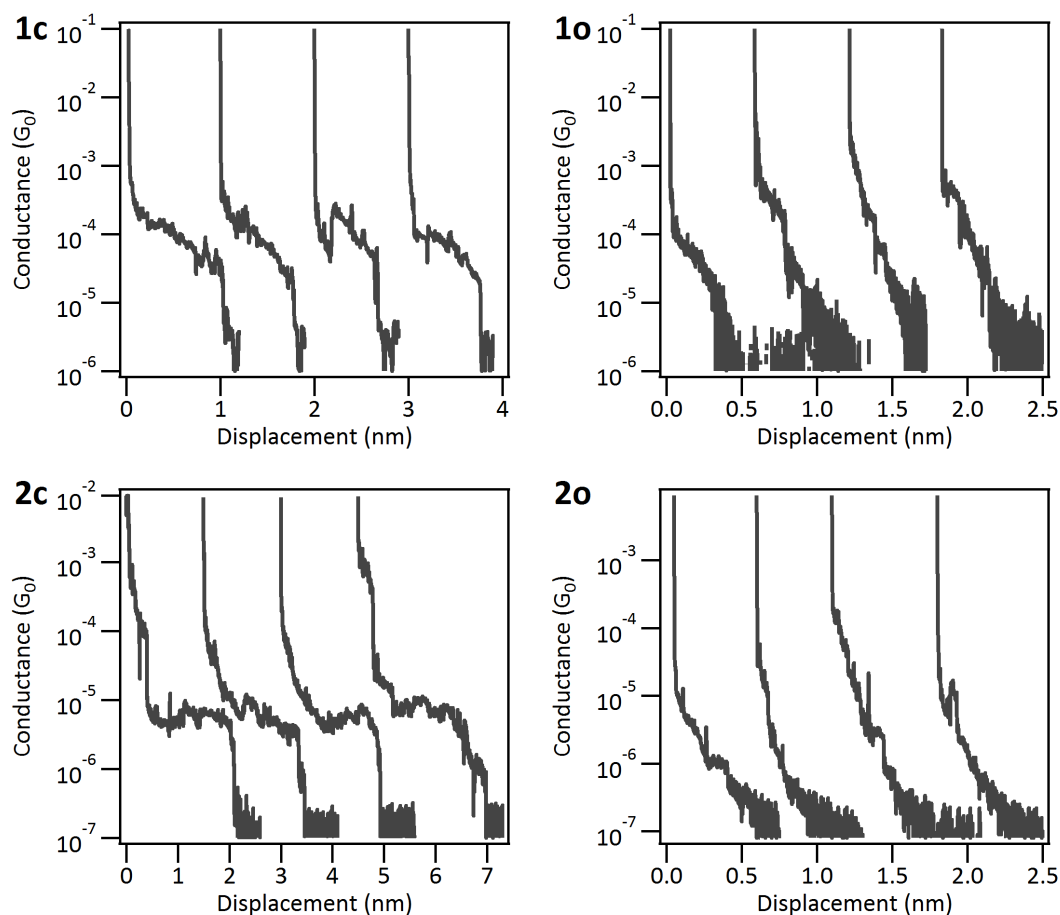 1c
10^-1
10^-2
10^-3
10^-4
10^-5
10^-6
Conductance (G₀)
0 1 2 3 4
Displacement (nm)
1o
10^-1
10^-2
10^-3
10^-4
10^-5
10^-6
Conductance (G₀)
0.0 0.5 1.0 1.5 2.0 2.5
Displacement (nm)
2c
10^-2
10^-3
10^-4
10^-5
10^-6
10^-7
Conductance (G₀)
0 1 2 3 4 5 6 7
Displacement (nm)
2o
10^-3
10^-4
10^-5
10^-6
10^-7
Conductance (G₀)
0.0 0.5 1.0 1.5 2.0 2.5
Displacement (nm)